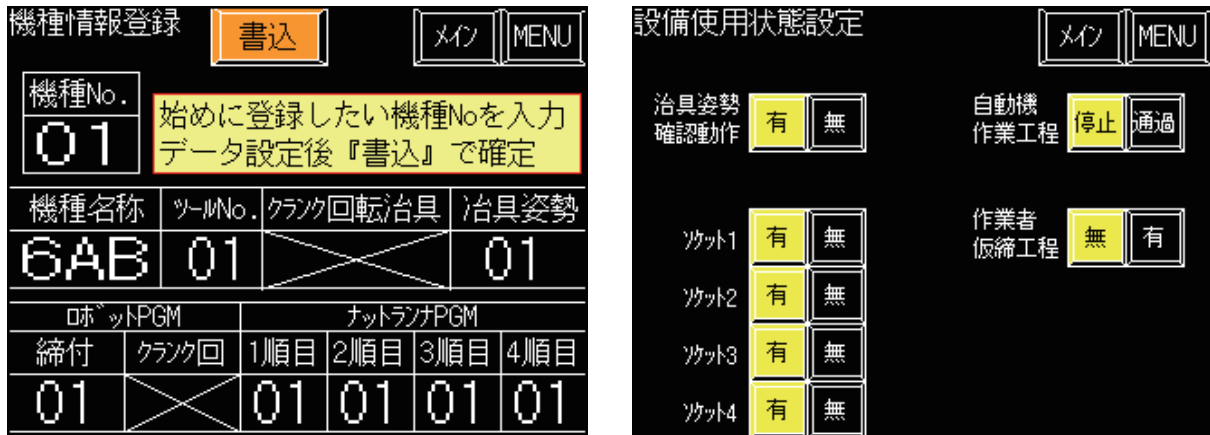 機種情報登録 書込 メイン MENU
機種No.
01
始めに登録したい機種Noを入力
データ設定後『書込』で確定
機種名称 ツールNo. クランク回転治具 治具姿勢
6AB 01 01
ロボットPGM ナットランナPGM
締付 クランク回 1順目 2順目 3順目 4順目
01 01 01 01 01
設備使用状態設定 メイン MENU
治具姿勢
確認動作 有 無
自動機
作業工程 停止 通過
ソケット1 有 無
作業者
仮締工程 無 有
ソケット2 有 無
ソケット3 有 無
ソケット4 有 無